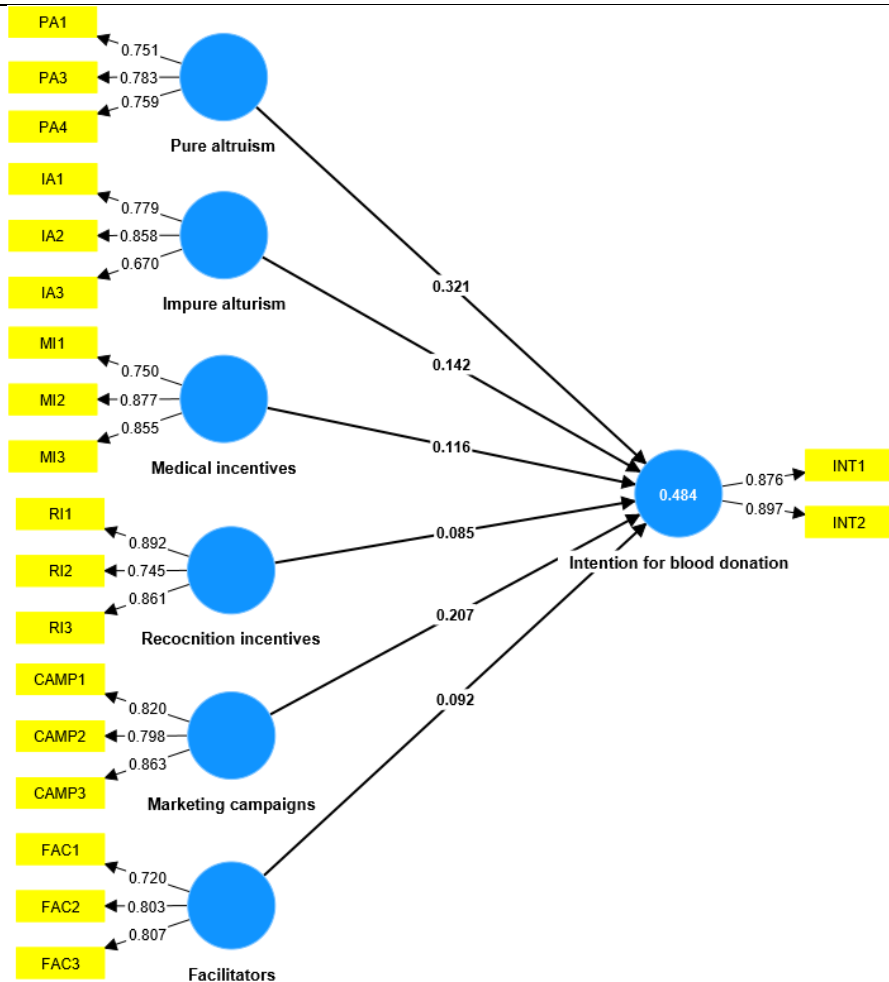 PA1
0.751
PA3
0.783
PA4
0.759
Pure altruism
IA1
0.779
IA2
0.858
IA3
0.670
Impure alturism
MI1
0.750
MI2
0.877
MI3
0.855
Medical incentives
RI1
0.892
RI2
0.745
RI3
0.861
Recocnition incentives
CAMP1
0.820
CAMP2
0.798
CAMP3
0.863
Marketing campaigns
FAC1
0.720
FAC2
0.803
FAC3
0.807
Facilitators
0.321
0.142
0.116
0.085
0.207
0.092
0.484
Intention for blood donation
0.876
INT1
0.897
INT2